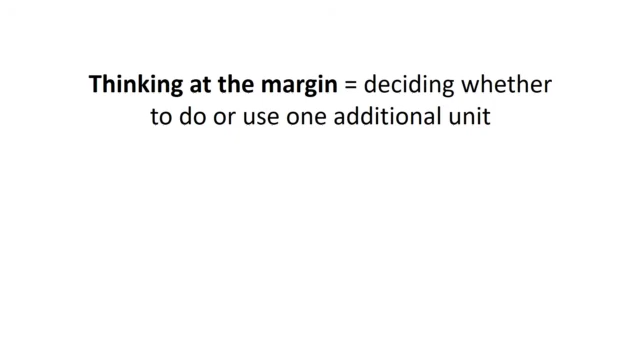 Thinking at the margin = deciding whether
to do or use one additional unit